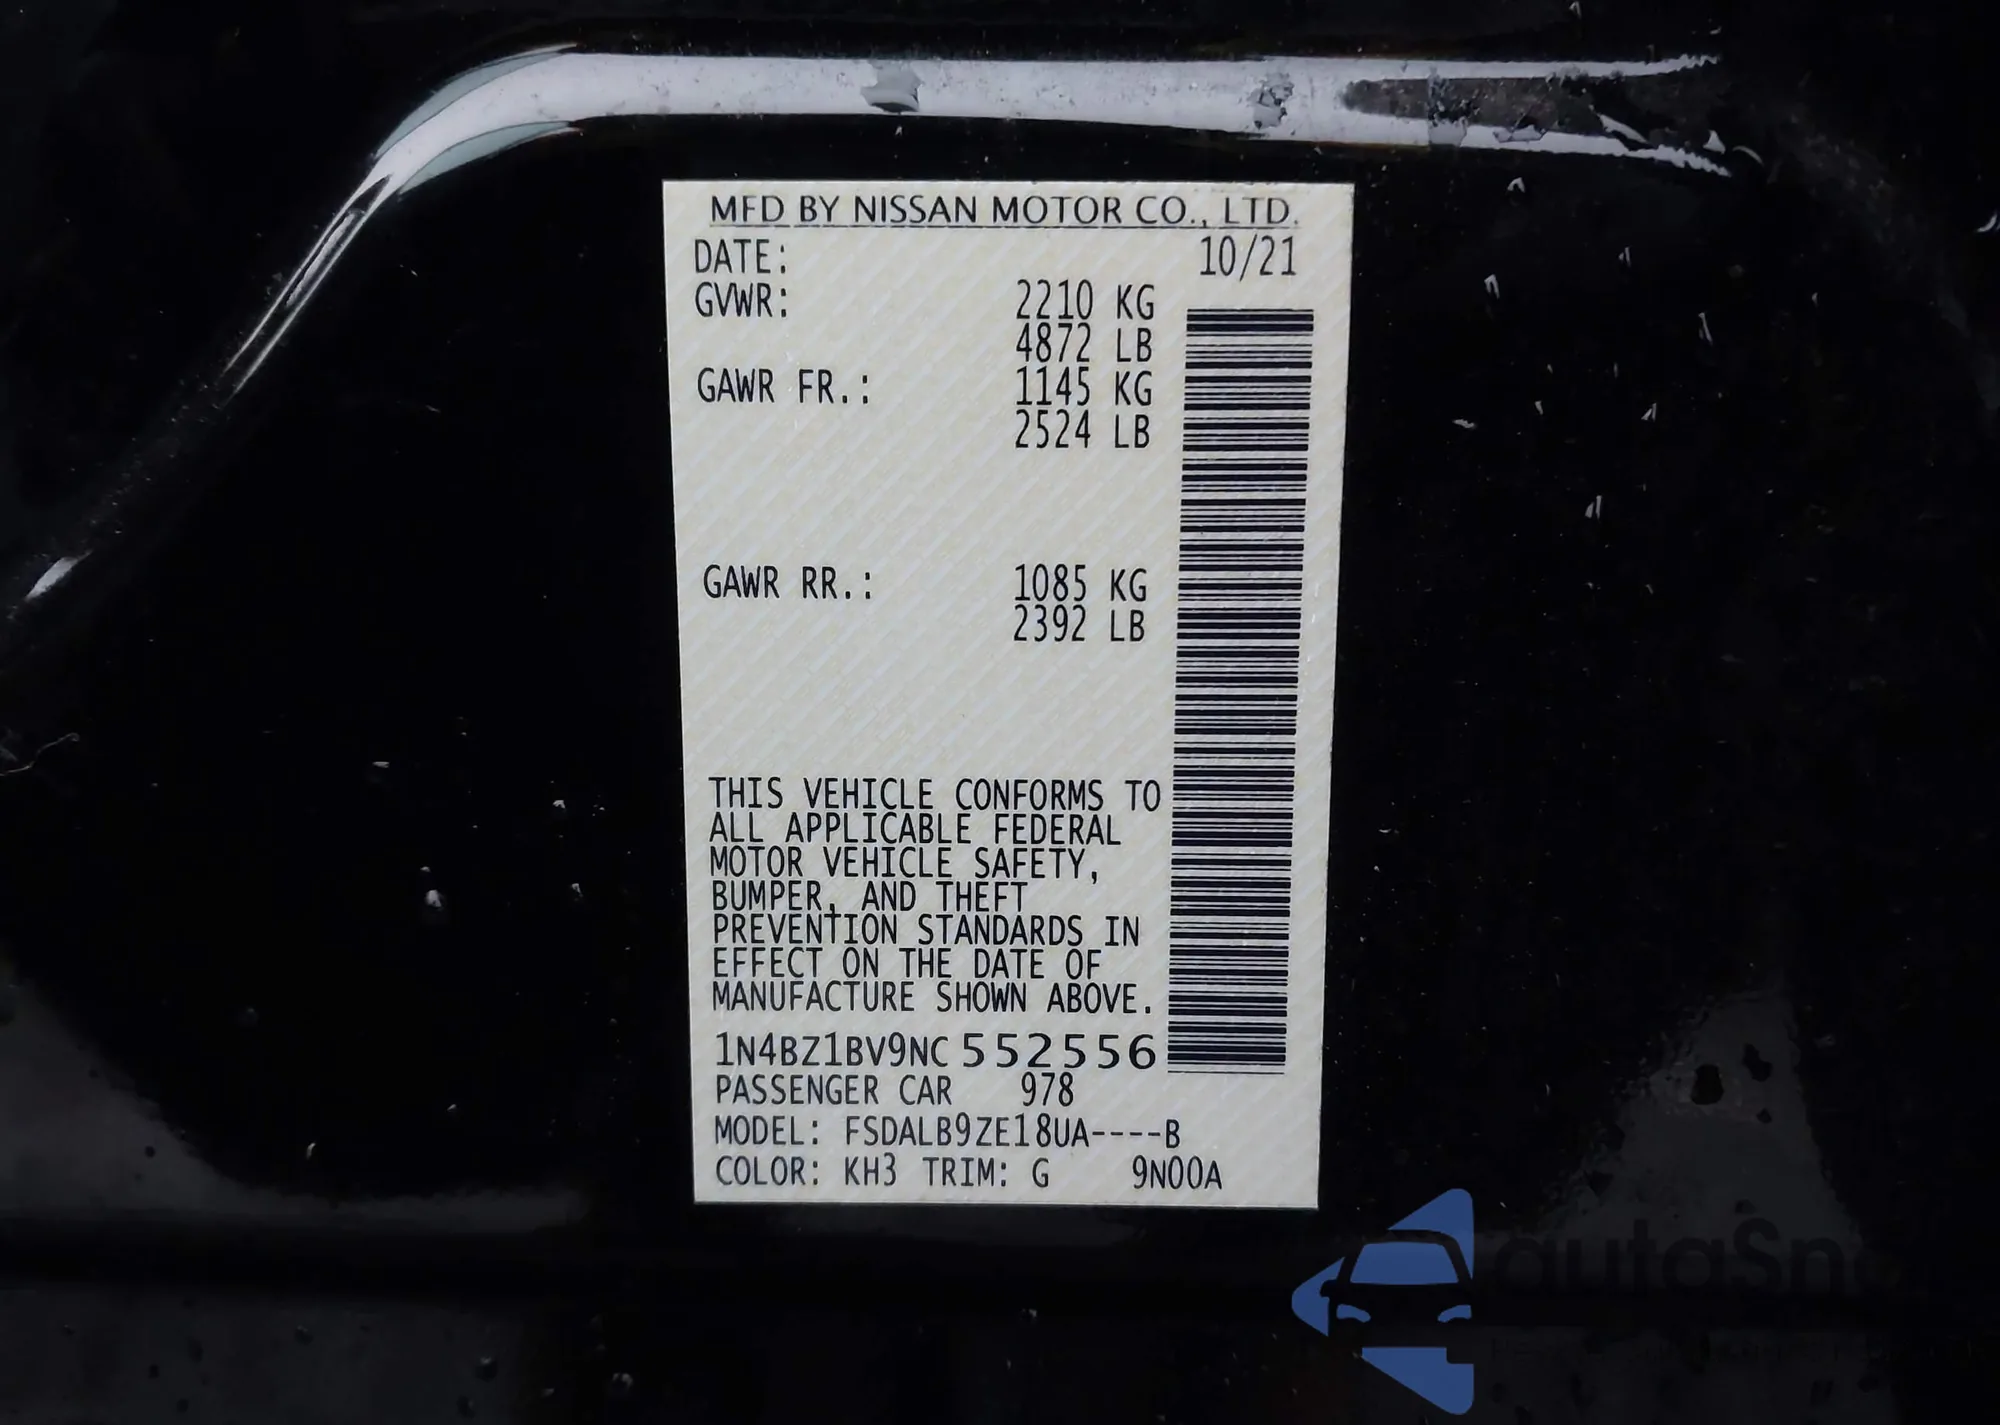 MFD BY NISSAN MOTOR CO., LTD.
DATE: 10/21
GVWR: 2210 KG
4872 LB
GAWR FR.: 1145 KG
2524 LB
GAWR RR.: 1085 KG
2392 LB
THIS VEHICLE CONFORMS TO
ALL APPLICABLE FEDERAL
MOTOR VEHICLE SAFETY,
BUMPER, AND THEFT
PREVENTION STANDARDS IN
EFFECT ON THE DATE OF
MANUFACTURE SHOWN ABOVE.
1N4BZ1BV9NC552556
PASSENGER CAR 978
MODEL: FSDALB9ZE18UA----B
COLOR: KH3 TRIM: G 9N00A